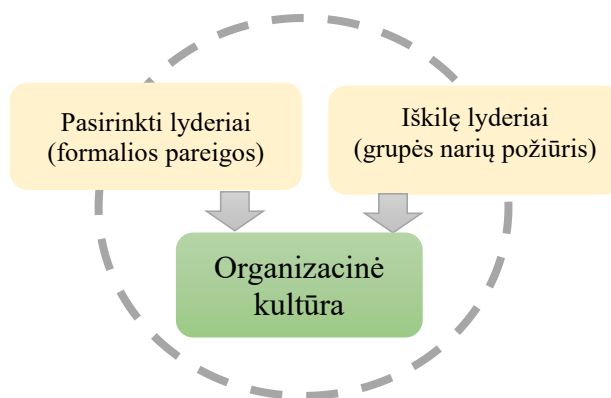 Pasirinkti lyderiai
(formalios pareigos)
Iškilę lyderiai
(grupės narių požiūris)
Organizacinė
kultūra